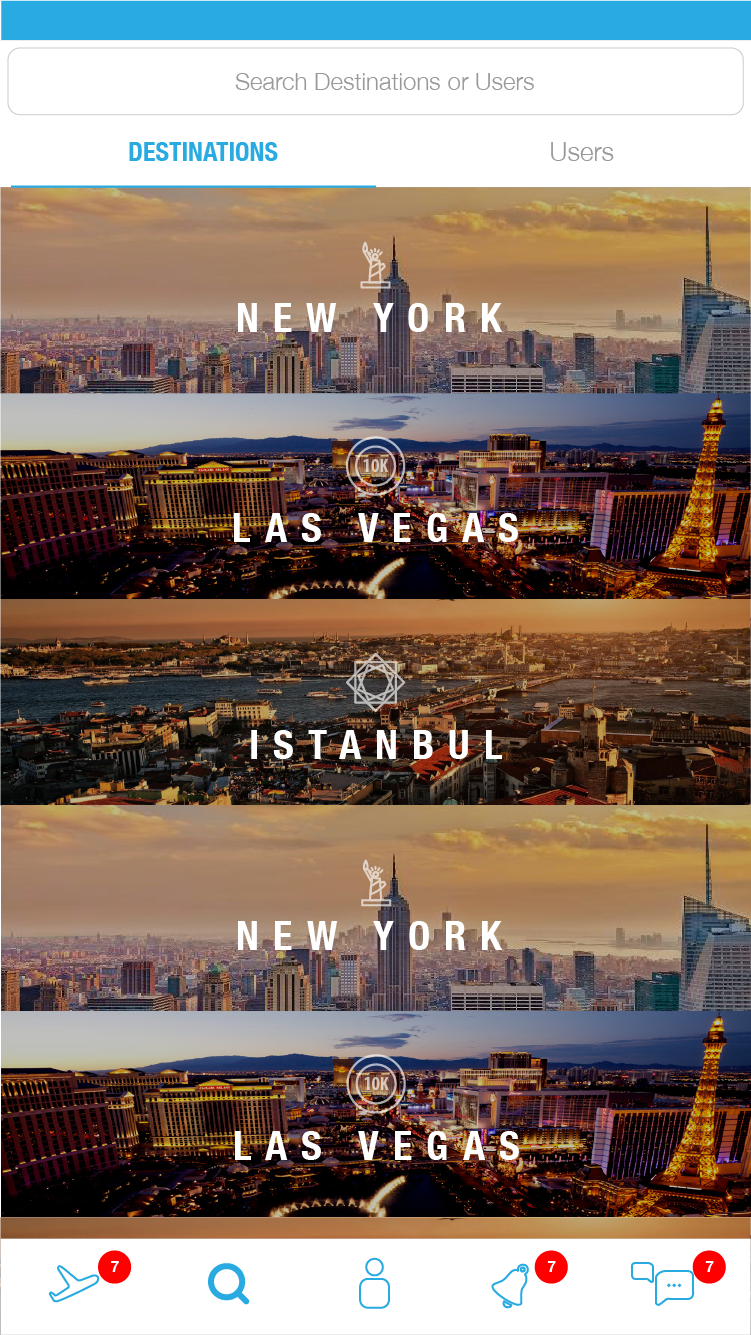 Search Destinations or Users
DESTINATIONS
Users
NEW YORK
10K
LAS VEGAS
ISTANBUL
NEW YORK
10K
LAS VEGAS
7
7
7